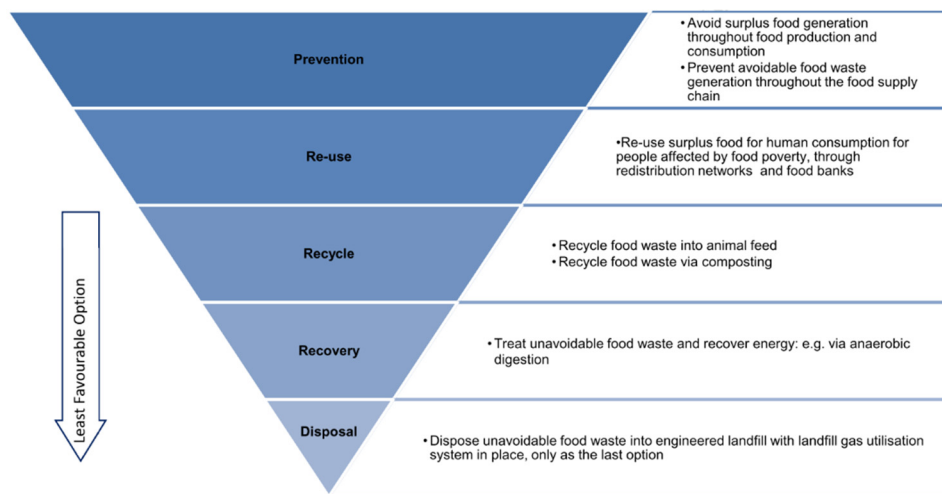 Prevention
• Avoid surplus food generation
throughout food production and
consumption
• Prevent avoidable food waste
generation throughout the food supply
chain
Re-use
•Re-use surplus food for human consumption for
people affected by food poverty, through
redistribution networks and food banks
Recycle
• Recycle food waste into animal feed
• Recycle food waste via composting
Recovery
• Treat unavoidable food waste and recover energy: e.g. via anaerobic
digestion
Disposal
• Dispose unavoidable food waste into engineered landfill with landfill gas utilisation
system in place, only as the last option
Least Favourable Option